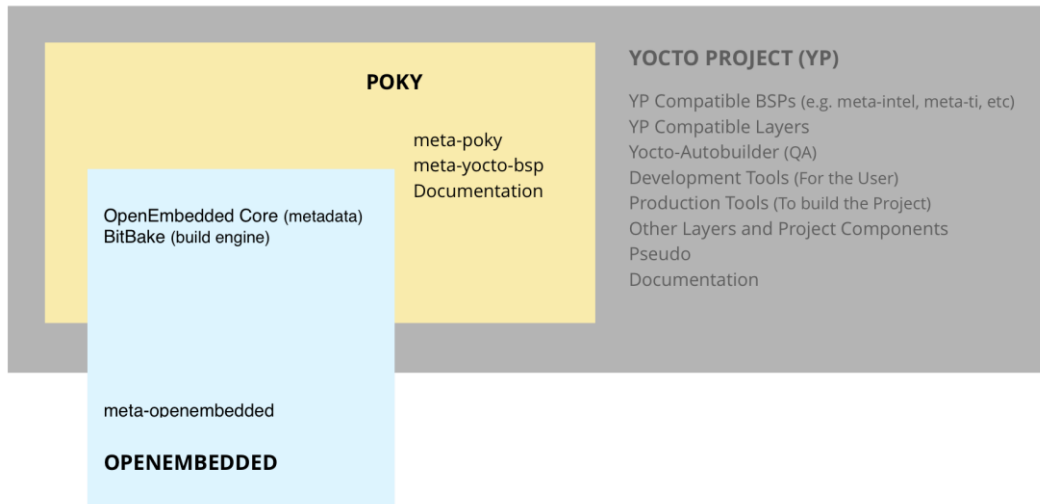 POKY
meta-poky
meta-yocto-bsp
Documentation
OpenEmbedded Core (metadata)
BitBake (build engine)
meta-openembedded
OPENEMBEDDED
YOCTO PROJECT (YP)
YP Compatible BSPs (e.g. meta-intel, meta-ti, etc)
YP Compatible Layers
Yocto-Autobuilder (QA)
Development Tools (For the User)
Production Tools (To build the Project)
Other Layers and Project Components
Pseudo
Documentation